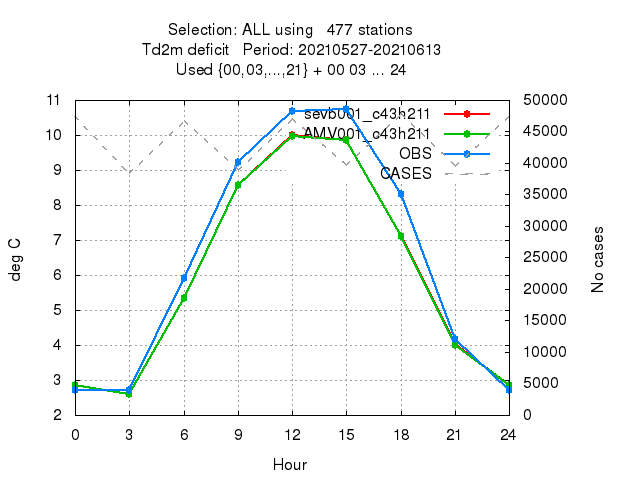 Selection: ALL using 477 stations
Td2m deficit Period: 20210527-20210613
Used {00,03,...,21} + 00 03 ... 24
sevb001_c43h211
AMV001_c43h211
OBS
CASES
deg C
11
10
9
8
7
6
5
4
3
2
50000
45000
40000
35000
30000
25000
20000
15000
10000
5000
0
No cases
0 3 6 9 12 15 18 21 24
Hour